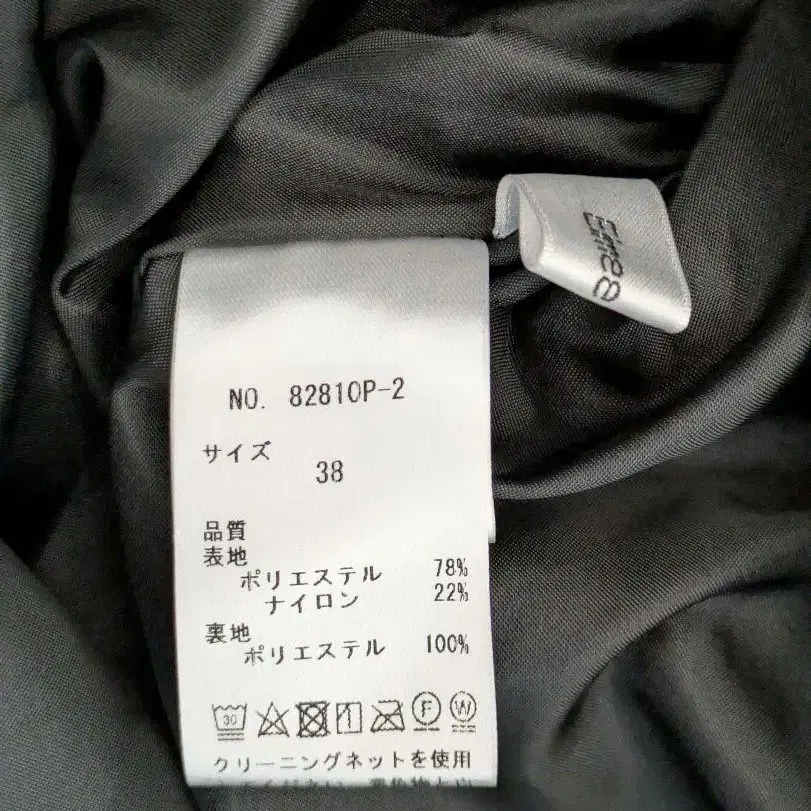 NO. 82810P-2
サイズ
38
品質
表地
ポリエステル 78%
ナイロン 22%
裏地
ポリエステル 100%
30 F W
クリーニングネットを使用